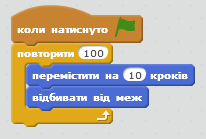 коли натиснуто
повторити 100
перемістити на 10 кроків
відбивати від меж